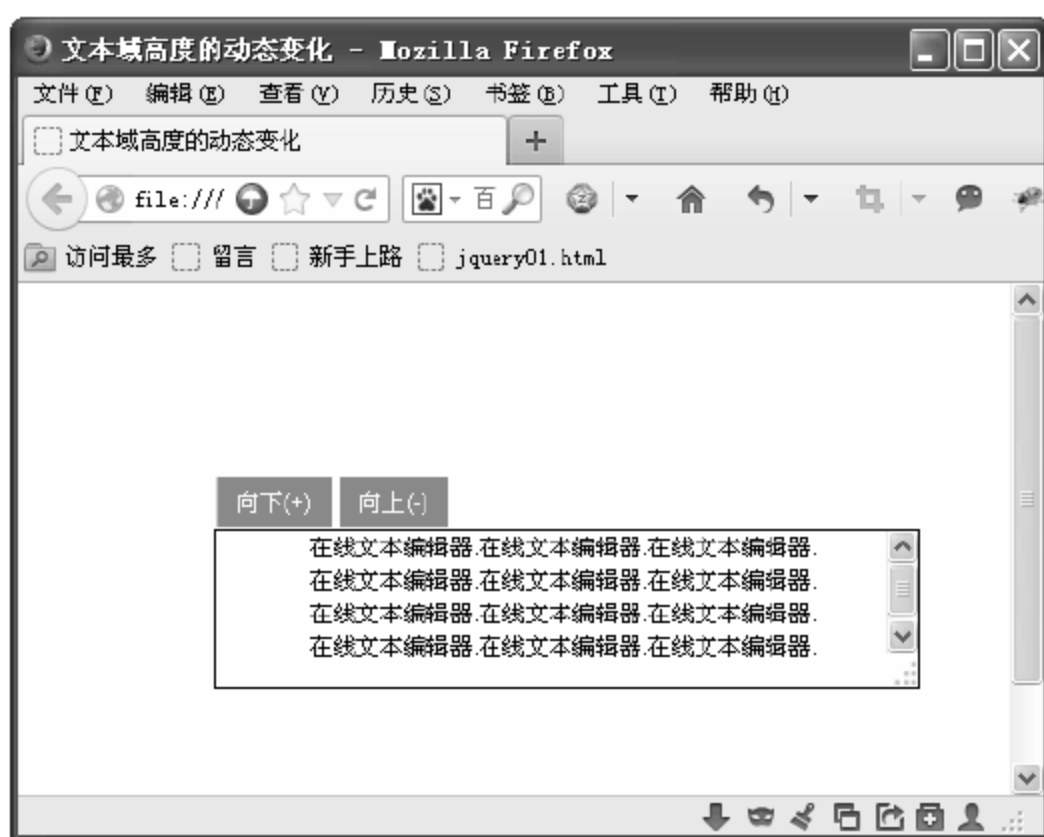 文本域高度的动态变化 - Mozilla Firefox
文件(F) 编辑(E) 查看(V) 历史(S) 书签(B) 工具(T) 帮助(H)
文本域高度的动态变化 +
file:/// 百
访问最多 留言 新手上路 jquery01.html
向下(+) 向上(-)
在线文本编辑器.在线文本编辑器.在线文本编辑器.
在线文本编辑器.在线文本编辑器.在线文本编辑器.
在线文本编辑器.在线文本编辑器.在线文本编辑器.
在线文本编辑器.在线文本编辑器.在线文本编辑器.